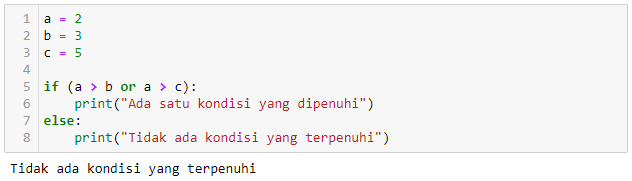 1 a = 2
2 b = 3
3 c = 5
4
5 if (a > b or a > c):
6     print("Ada satu kondisi yang dipenuhi")
7 else:
8     print("Tidak ada kondisi yang terpenuhi")
Tidak ada kondisi yang terpenuhi